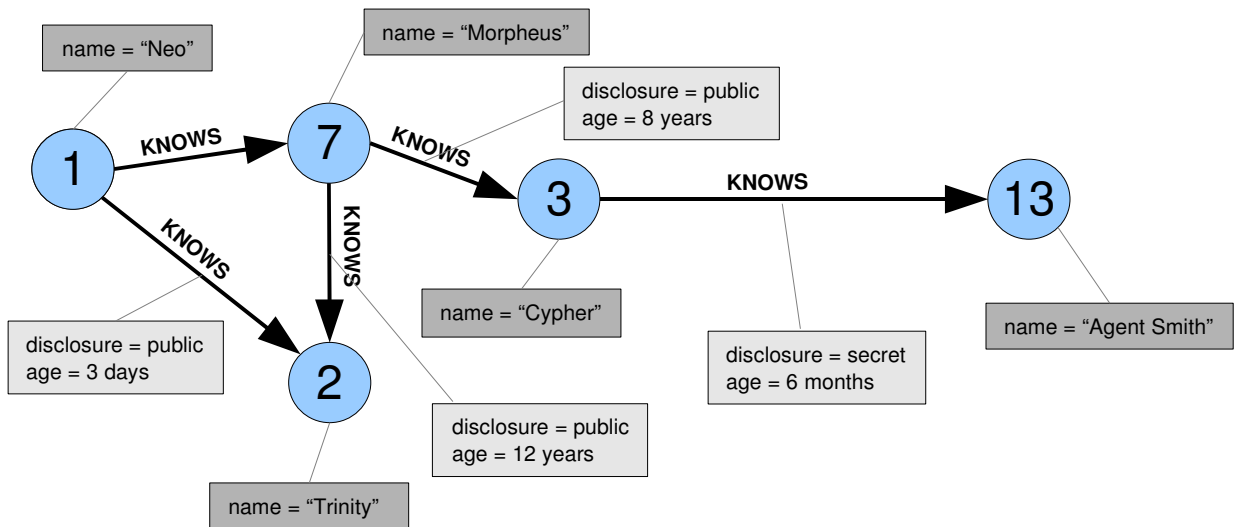 name = “Neo”
name = “Morpheus”
disclosure = public
age = 8 years
1
KNOWS
7
KNOWS
3
KNOWS
13
KNOWS
KNOWS
disclosure = public
age = 3 days
2
name = “Cypher”
disclosure = secret
age = 6 months
name = “Agent Smith”
disclosure = public
age = 12 years
name = “Trinity”